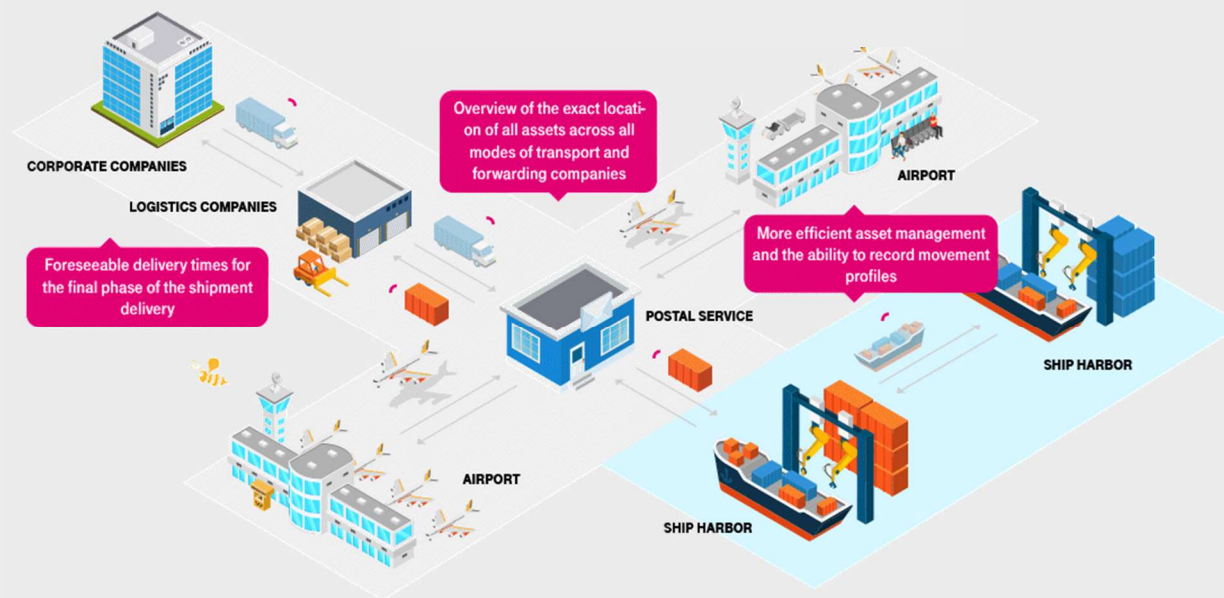 CORPORATE COMPANIES
LOGISTICS COMPANIES
Foreseeable delivery times for
the final phase of the shipment
delivery
Overview of the exact locati-
on of all assets across all
modes of transport and
forwarding companies
AIRPORT
More efficient asset management
and the ability to record movement
profiles
POSTAL SERVICE
SHIP HARBOR
AIRPORT
SHIP HARBOR